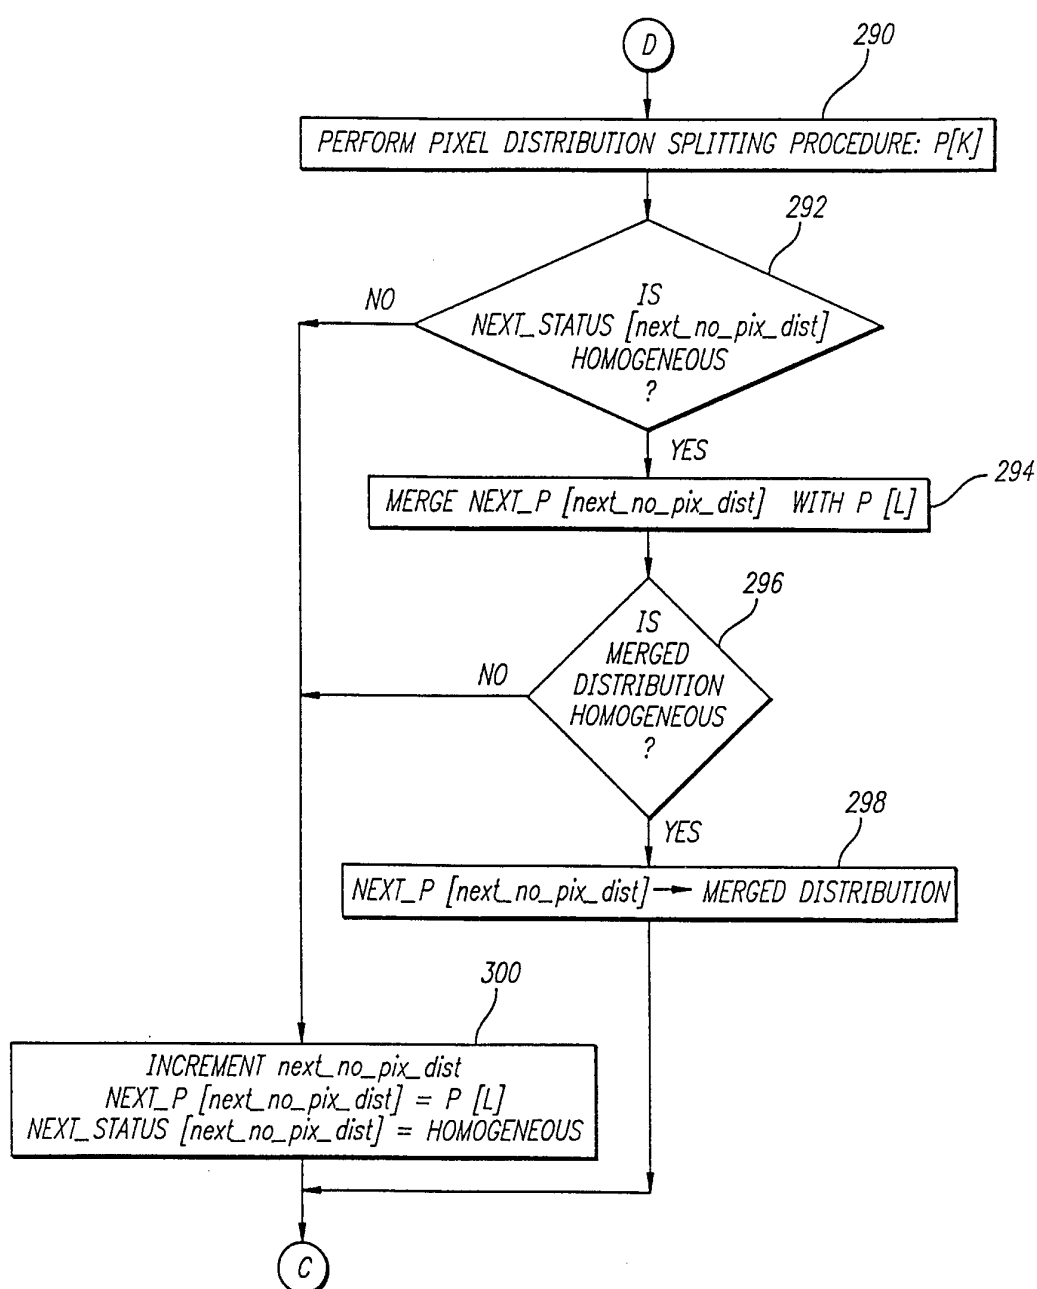 D
290
PERFORM PIXEL DISTRIBUTION SPLITTING PROCEDURE: P[K]
292
NO
IS
NEXT_STATUS [next_no_pix_dist]
HOMOGENEOUS
?
YES
294
MERGE NEXT_P [next_no_pix_dist] WITH P [L]
296
IS
MERGED
DISTRIBUTION
HOMOGENEOUS
?
NO
YES
298
NEXT_P [next_no_pix_dist] → MERGED DISTRIBUTION
300
INCREMENT next_no_pix_dist
NEXT_P [next_no_pix_dist] = P [L]
NEXT_STATUS [next_no_pix_dist] = HOMOGENEOUS
C